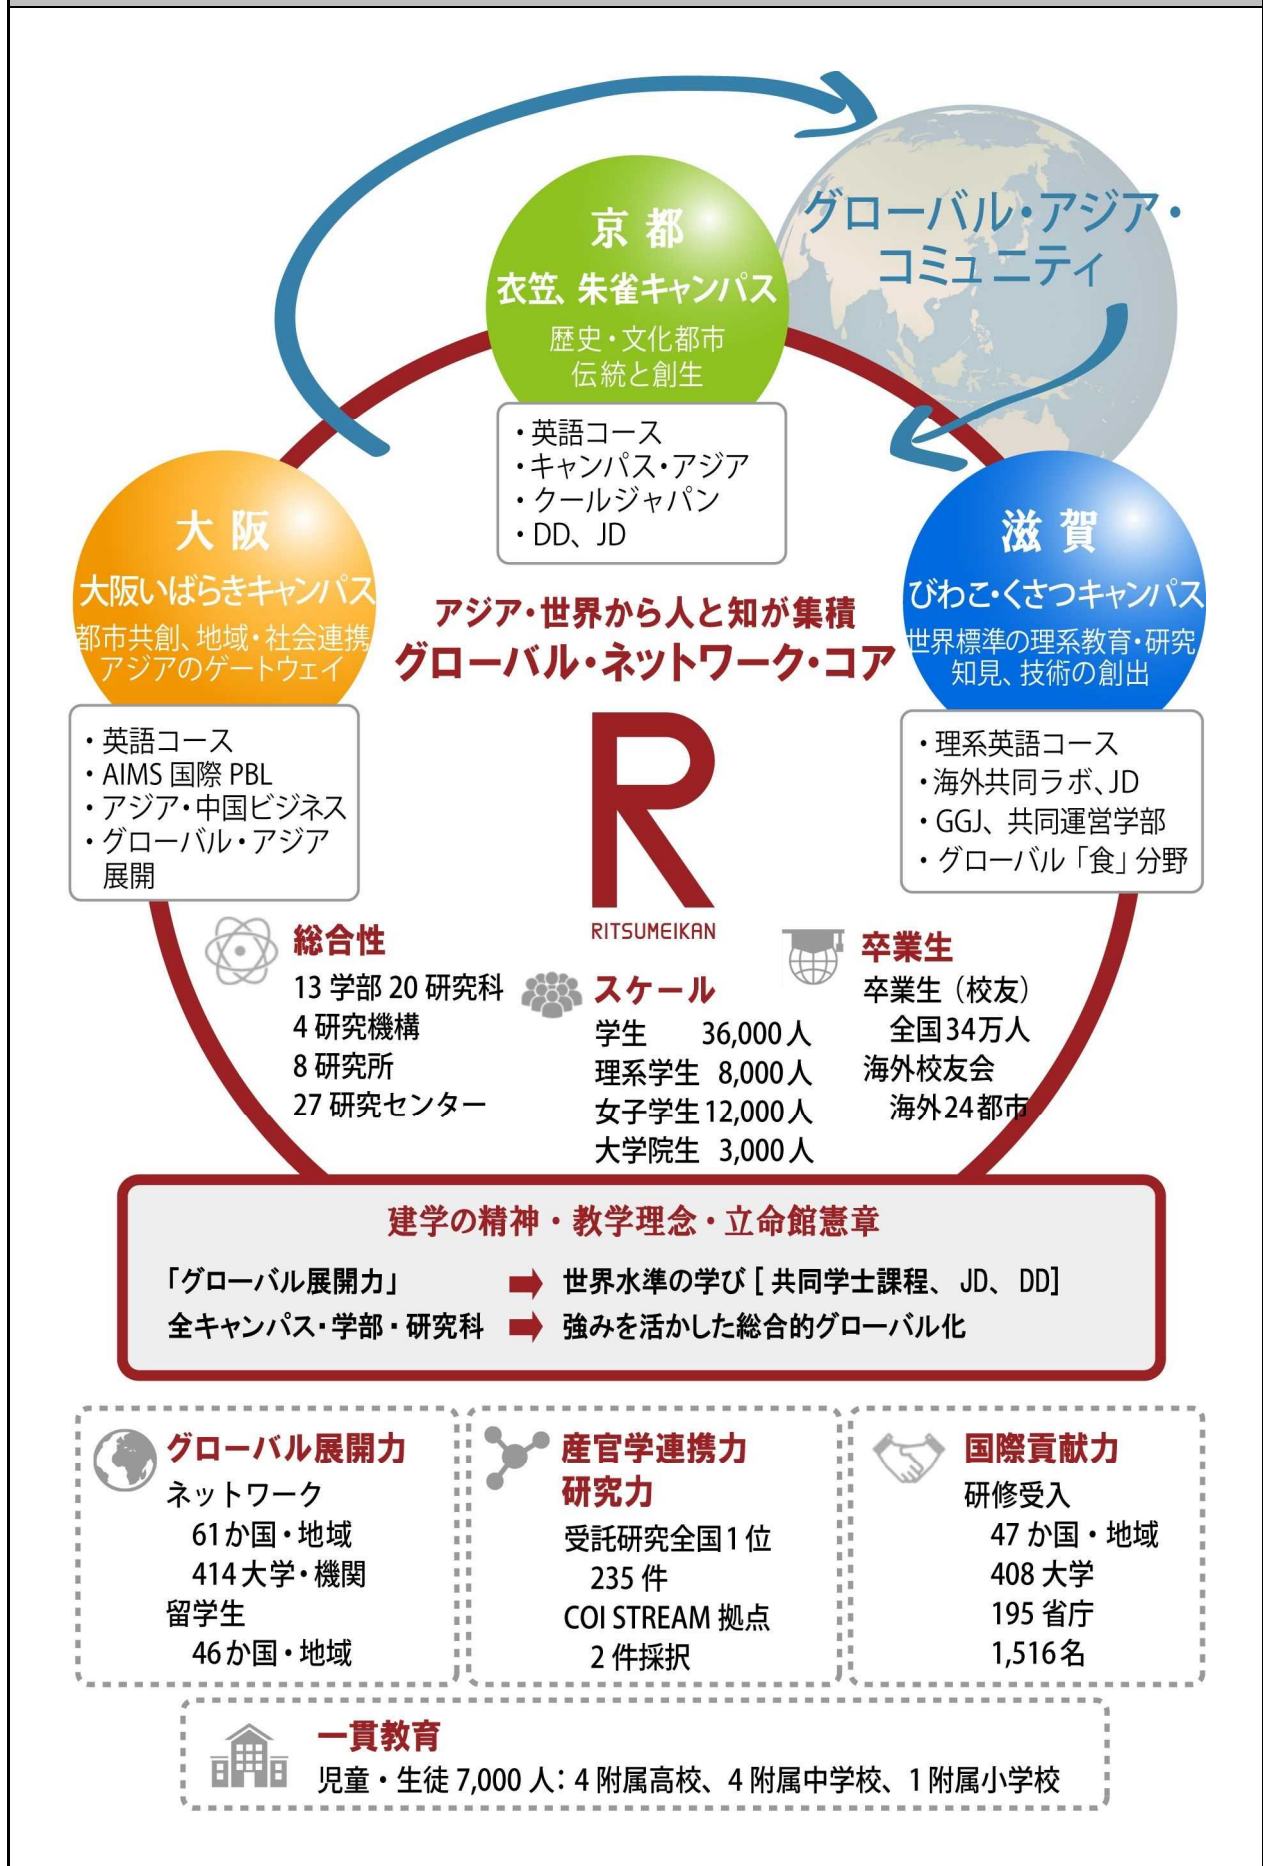 グローバル・アジア・
コミュニティ
京都
衣笠、朱雀キャンパス
歴史・文化都市
伝統と創生
・英語コース
・キャンパス・アジア
・クールジャパン
・DD、JD
大阪
大阪いばらきキャンパス
都市共創、地域・社会連携
アジアのゲートウェイ
・英語コース
・AIMS 国際 PBL
・アジア・中国ビジネス
・グローバル・アジア
展開
滋賀
びわこ・くさつキャンパス
世界標準の理系教育・研究
知見、技術の創出
・理系英語コース
・海外共同ラボ、JD
・GGJ、共同運営学部
・グローバル「食」分野
アジア・世界から人と知が集積
グローバル・ネットワーク・コア
R
RITSUMEIKAN
総合性
13 学部 20 研究科
4 研究機構
8 研究所
27 研究センター
スケール
学生 36,000人
理系学生 8,000人
女子学生 12,000人
大学院生 3,000人
卒業生
卒業生（校友）
全国34万人
海外校友会
海外24都市
建学の精神・教学理念・立命館憲章
「グローバル展開力」 ➡ 世界水準の学び [ 共同学士課程、JD、DD]
全キャンパス・学部・研究科 ➡ 強みを活かした総合的グローバル化
グローバル展開力
ネットワーク
61か国・地域
414大学・機関
留学生
46か国・地域
産官学連携力
研究力
受託研究全国1位
235 件
COI STREAM 拠点
2 件採択
国際貢献力
研修受入
47 か国・地域
408 大学
195 省庁
1,516名
一貫教育
児童・生徒 7,000 人：4 附属高校、4 附属中学校、1 附属小学校